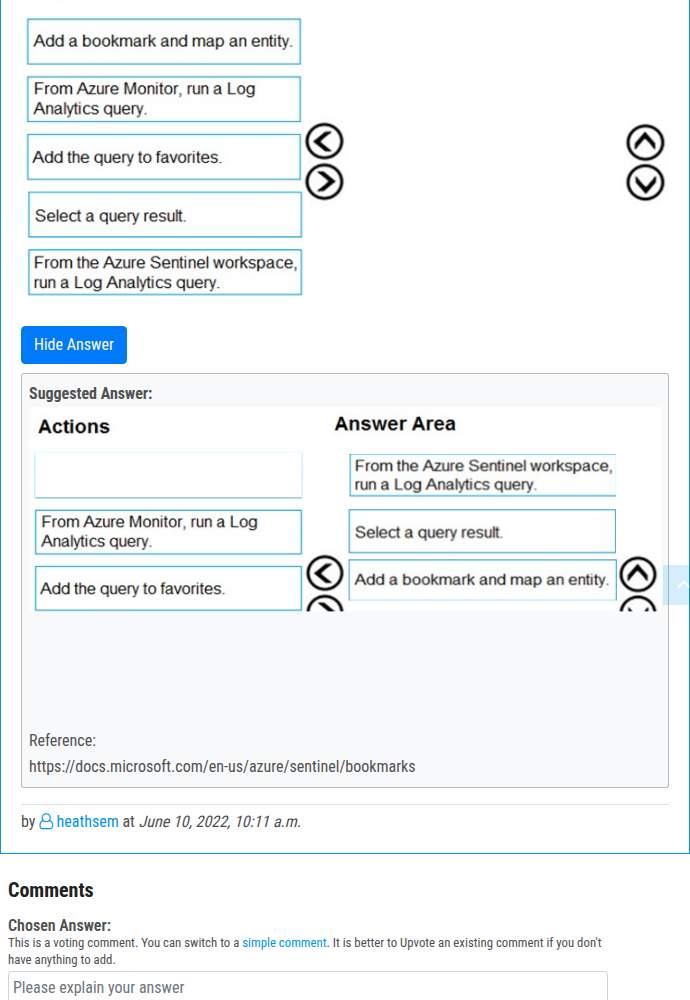 Add a bookmark and map an entity.
From Azure Monitor, run a Log
Analytics query.
Add the query to favorites.
Select a query result.
From the Azure Sentinel workspace,
run a Log Analytics query.
Hide Answer
Suggested Answer:
Actions
Answer Area
From the Azure Sentinel workspace,
run a Log Analytics query.
From Azure Monitor, run a Log
Analytics query.
Select a query result.
Add the query to favorites.
Add a bookmark and map an entity.
Reference:
https://docs.microsoft.com/en-us/azure/sentinel/bookmarks
by heathsem at June 10, 2022, 10:11 a.m.
Comments
Chosen Answer:
This is a voting comment. You can switch to a simple comment. It is better to Upvote an existing comment if you don't
have anything to add.
Please explain your answer